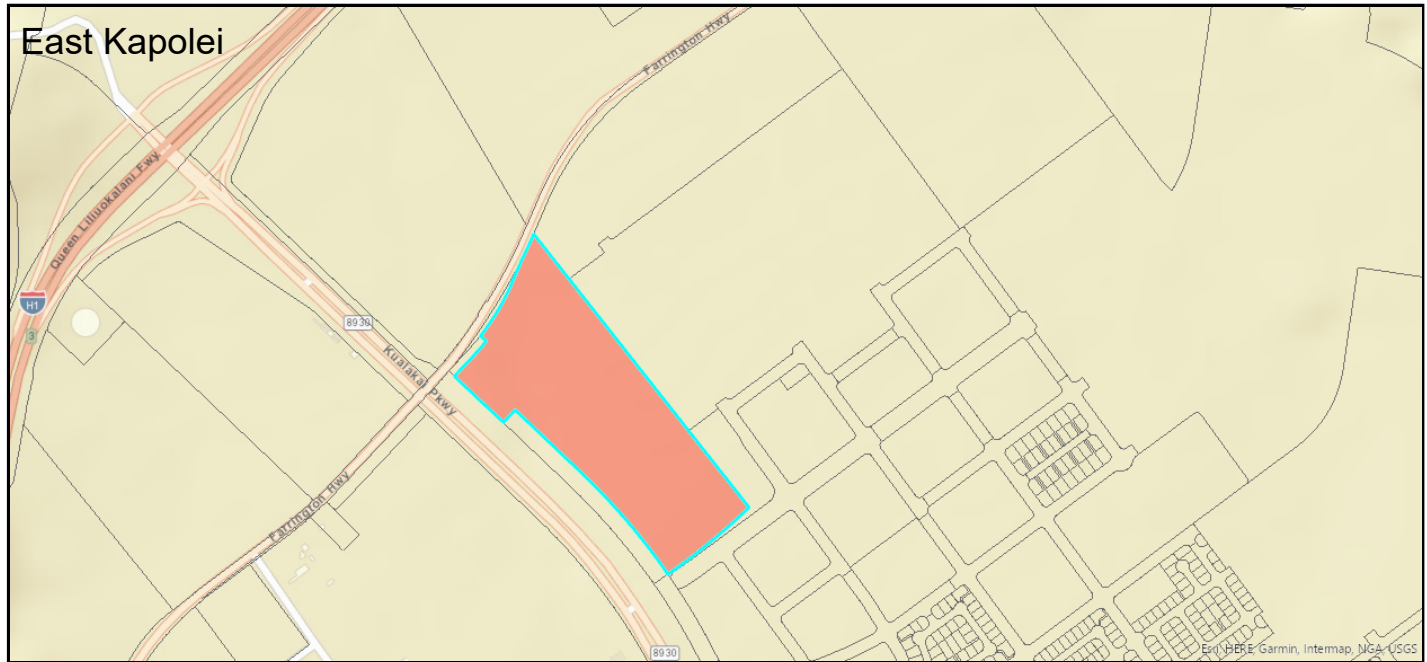 East Kapolei
Farrington Hwy
Queen Liliuokalani Fwy
H1
3
8930
Kualakai Pkwy
Farrington Hwy
8930
Esri, HERE, Garmin, Intermap, NGA, USGS